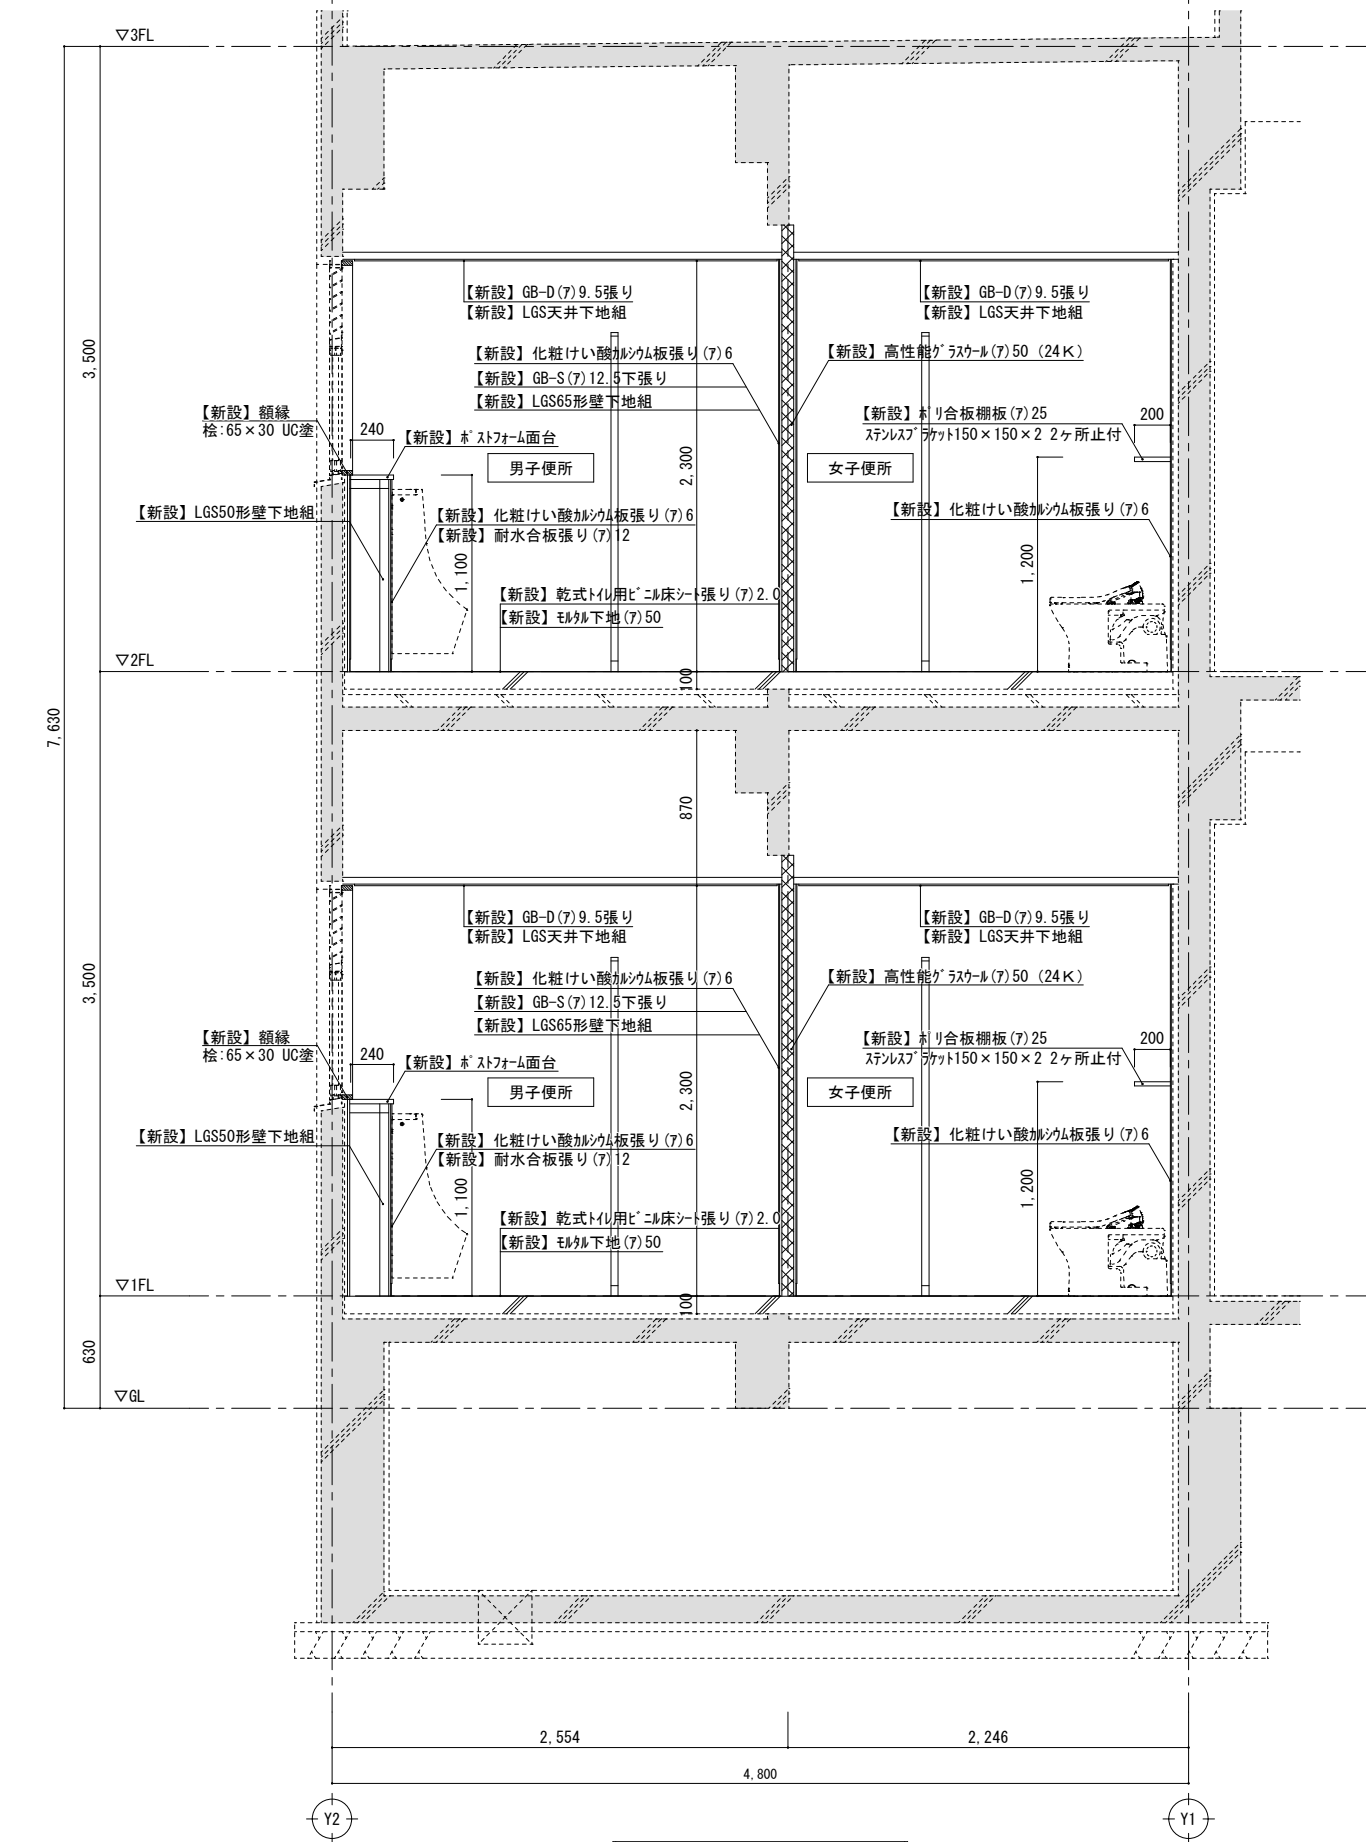 ▽3FL
【新設】GB-D(ｱ)9.5張り
【新設】LGS天井下地組
【新設】GB-D(ｱ)9.5張り
【新設】LGS天井下地組
【新設】化粧けい酸ｶﾙｼｳﾑ板張り(ｱ)6
【新設】高性能ｸﾞﾗｽｳｰﾙ(ｱ)50 (24K)
3,500
【新設】GB-S(ｱ)12.5下張り
【新設】LGS65形壁下地組
【新設】額縁
桧:65×30 UC塗
240
【新設】ﾎﾟｽﾄﾌｫｰﾑ面台
【新設】ﾎﾟﾘ合板棚板(ｱ)25
ｽﾃﾝﾚｽﾌﾞﾗｹｯﾄ150×150×2 2ヶ所止付
200
男子便所
2,300
女子便所
【新設】LGS50形壁下地組
【新設】化粧けい酸ｶﾙｼｳﾑ板張り(ｱ)6
【新設】耐水合板張り(ｱ)12
【新設】化粧けい酸ｶﾙｼｳﾑ板張り(ｱ)6
1,100
1,200
【新設】乾式ﾄｲﾚ用ﾋﾞﾆﾙ床ｼｰﾄ張り(ｱ)2.0
【新設】ﾓﾙﾀﾙ下地(ｱ)50
▽2FL
100
7,630
870
【新設】GB-D(ｱ)9.5張り
【新設】LGS天井下地組
【新設】GB-D(ｱ)9.5張り
【新設】LGS天井下地組
【新設】化粧けい酸ｶﾙｼｳﾑ板張り(ｱ)6
【新設】高性能ｸﾞﾗｽｳｰﾙ(ｱ)50 (24K)
3,500
【新設】GB-S(ｱ)12.5下張り
【新設】LGS65形壁下地組
【新設】額縁
桧:65×30 UC塗
240
【新設】ﾎﾟｽﾄﾌｫｰﾑ面台
【新設】ﾎﾟﾘ合板棚板(ｱ)25
ｽﾃﾝﾚｽﾌﾞﾗｹｯﾄ150×150×2 2ヶ所止付
200
男子便所
2,300
女子便所
【新設】LGS50形壁下地組
【新設】化粧けい酸ｶﾙｼｳﾑ板張り(ｱ)6
【新設】耐水合板張り(ｱ)12
【新設】化粧けい酸ｶﾙｼｳﾑ板張り(ｱ)6
1,100
1,200
【新設】乾式ﾄｲﾚ用ﾋﾞﾆﾙ床ｼｰﾄ張り(ｱ)2.0
【新設】ﾓﾙﾀﾙ下地(ｱ)50
▽1FL
100
630
▽GL
2,554
2,246
4,800
Y2
Y1